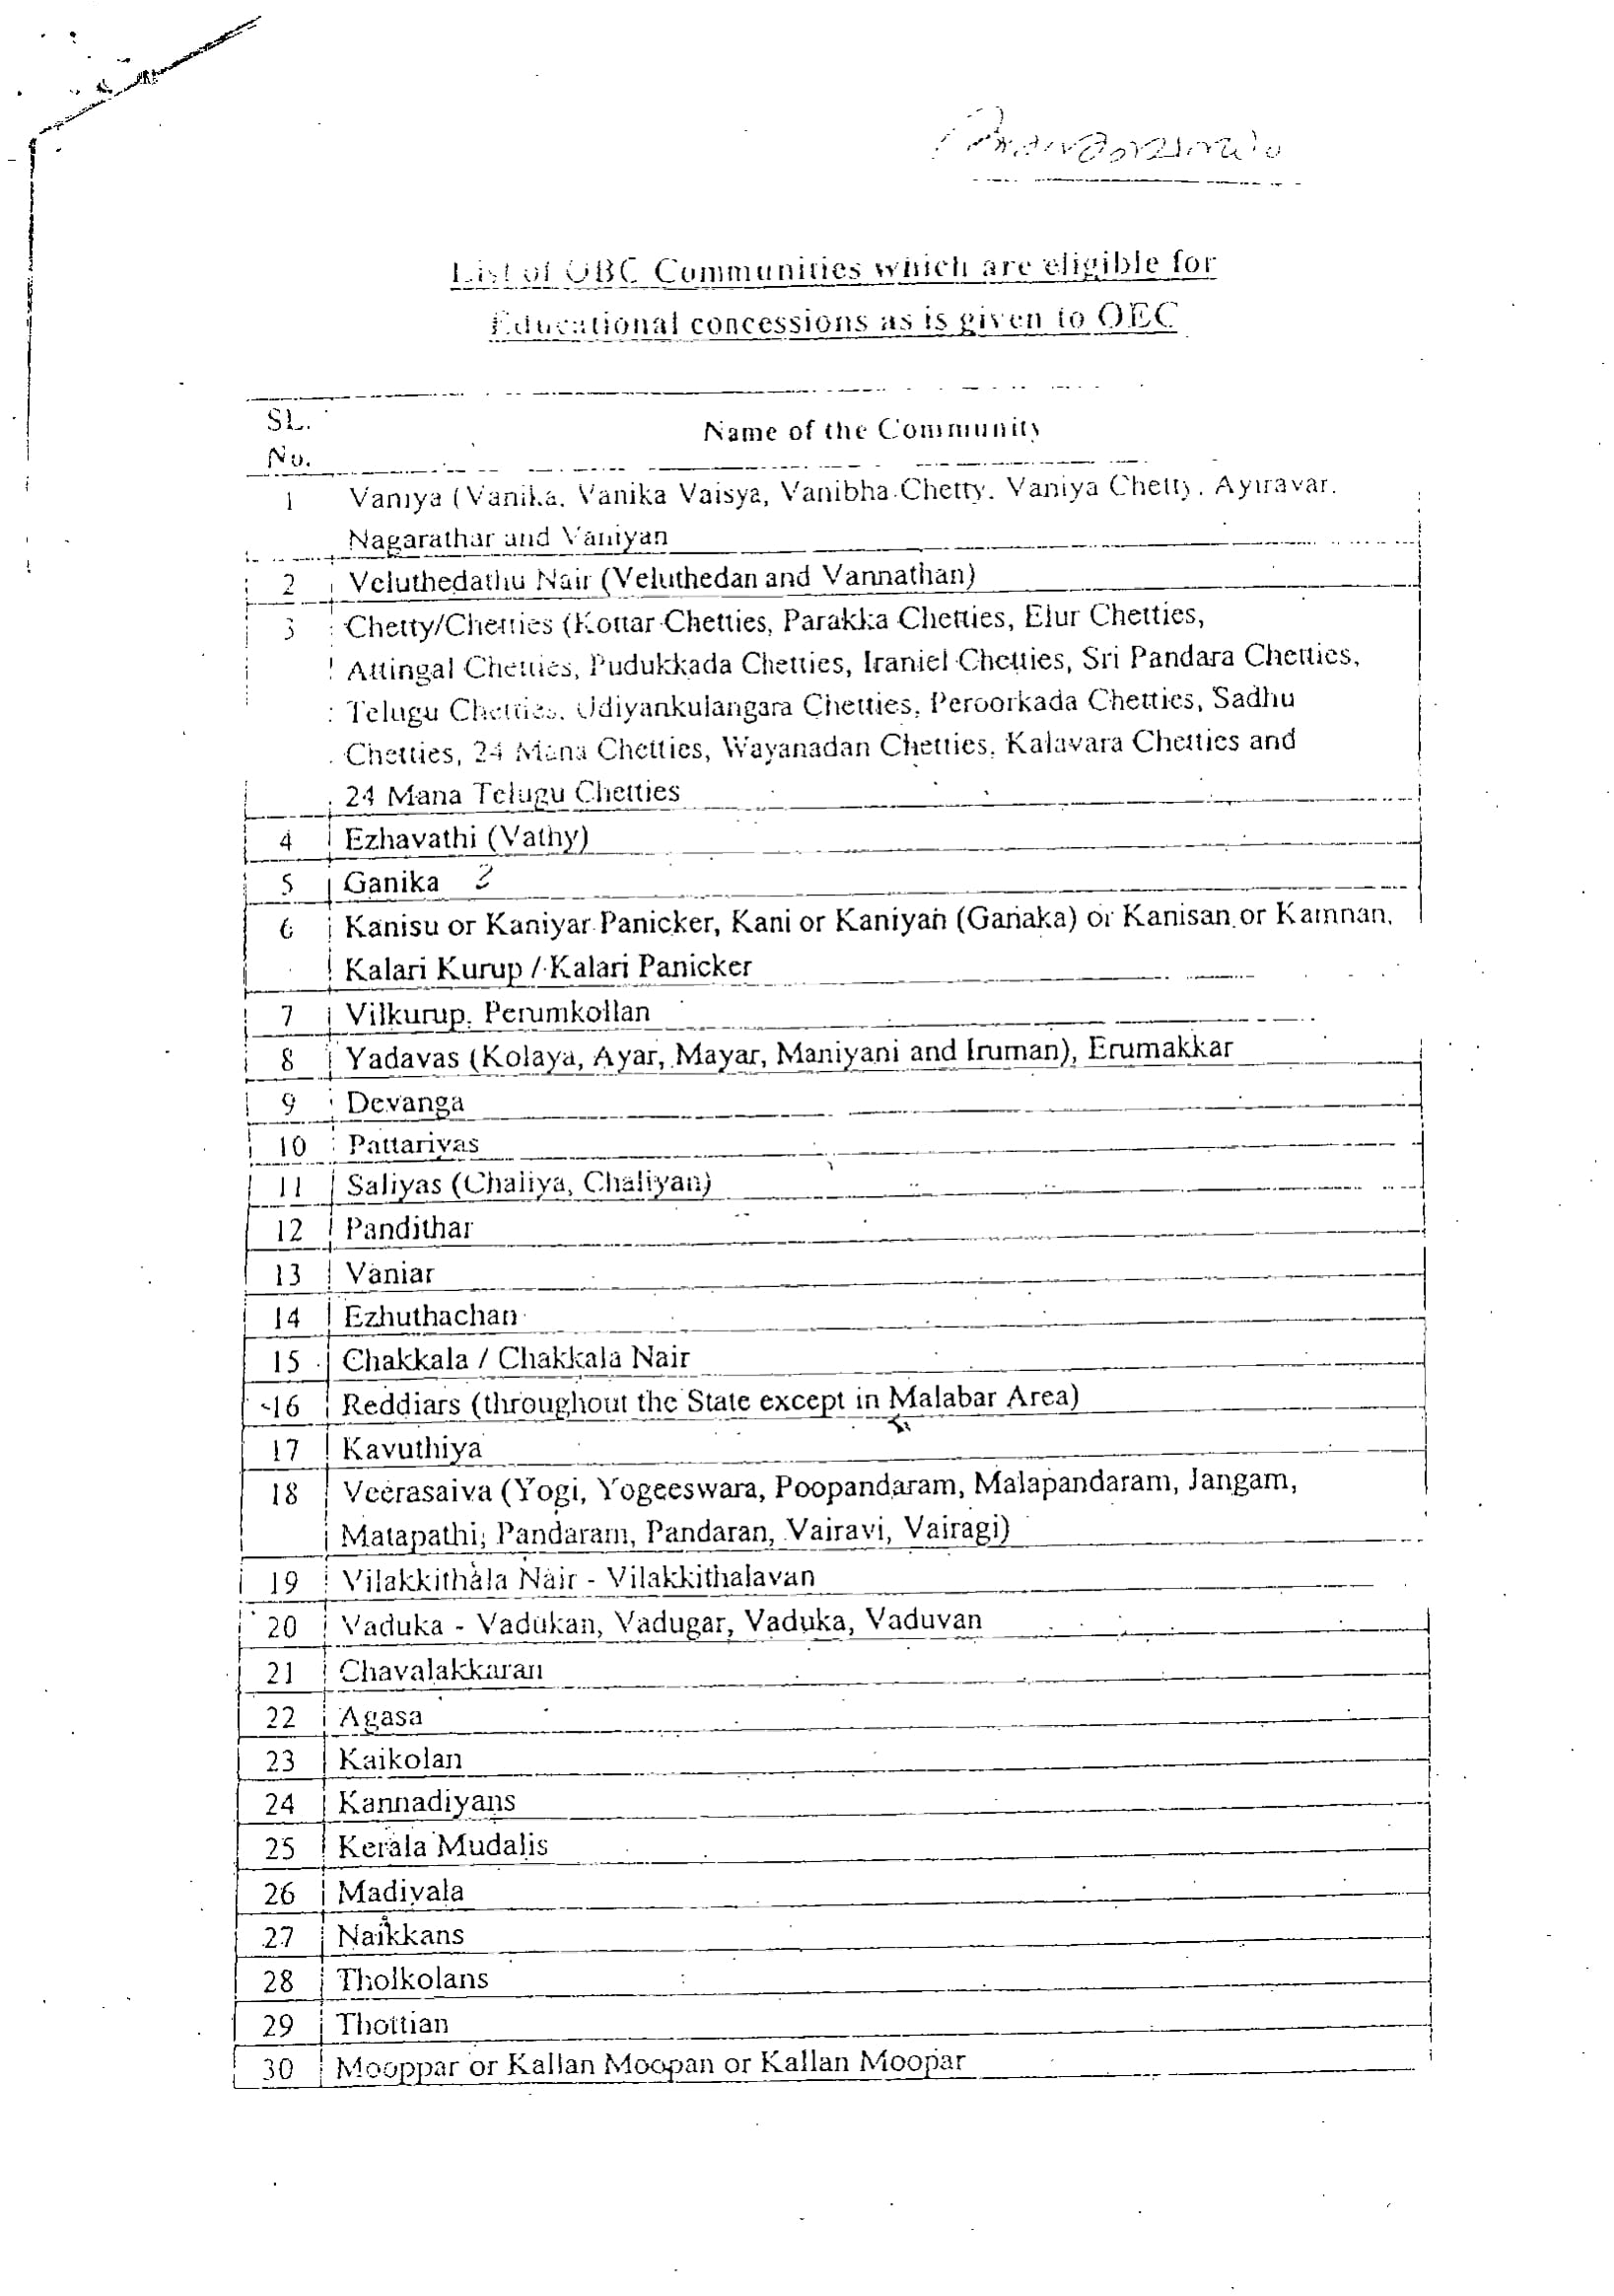 List of OBC Communities which are eligible for
Educational concessions as is given to OEC
SL.
No.
Name of the Community
1 Vaniya (Vanika, Vanika Vaisya, Vanibha Chetty, Vaniya Chetty, Ayiravar,
Nagarathar and Vaniyan
2 Veluthedathu Nair (Veluthedan and Vannathan)
3 Chetty/Chetties (Kottar Chetties, Parakka Chetties, Elur Chetties,
Attingal Chetties, Pudukkada Chetties, Iraniel Chetties, Sri Pandara Chetties,
Telugu Chetties, Udiyankulangara Chetties, Peroorkada Chetties, Sadhu
Chetties, 24 Mana Chetties, Wayanadan Chetties, Kalavara Chetties and
24 Mana Telugu Chetties
4 Ezhavathi (Vathy)
5 Ganika
6 Kanisu or Kaniyar Panicker, Kani or Kaniyan (Ganaka) or Kanisan or Kamnan,
Kalari Kurup / Kalari Panicker
7 Vilkurup, Perumkollan
8 Yadavas (Kolaya, Ayar, Mayar, Maniyani and Iruman), Erumakkar
9 Devanga
10 Pattariyas
11 Saliyas (Chaliya, Chaliyan)
12 Pandithar
13 Vaniar
14 Ezhuthachan
15 Chakkala / Chakkala Nair
16 Reddiars (throughout the State except in Malabar Area)
17 Kavuthiya
18 Veerasaiva (Yogi, Yogeeswara, Poopandaram, Malapandaram, Jangam,
Matapathi, Pandaram, Pandaran, Vairavi, Vairagi)
19 Vilakkithala Nair - Vilakkithalavan
20 Vaduka - Vadukan, Vadugar, Vaduka, Vaduvan
21 Chavalakkaran
22 Agasa
23 Kaikolan
24 Kannadiyans
25 Kerala Mudalis
26 Madivala
27 Naikkans
28 Tholkolans
29 Thottian
30 Mooppar or Kallan Moopan or Kallan Moopar